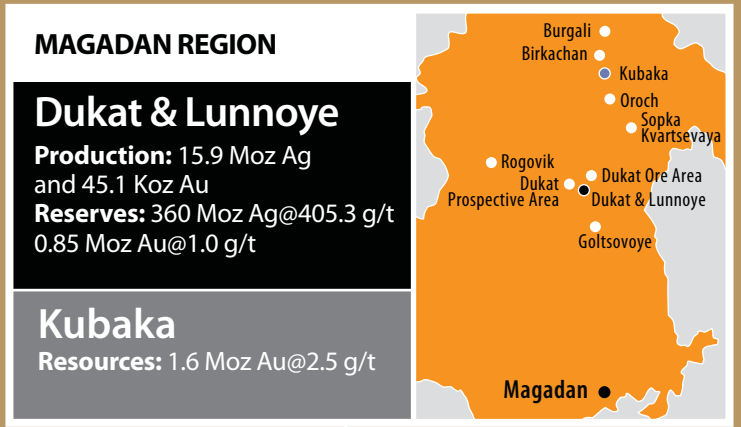 MAGADAN REGION
Dukat & Lunnoye
Production: 15.9 Moz Ag
and 45.1 Koz Au
Reserves: 360 Moz Ag@405.3 g/t
0.85 Moz Au@1.0 g/t
Kubaka
Resources: 1.6 Moz Au@2.5 g/t
Burgali
Birkachan
Kubaka
Oroch
Sopka
Kvartsevaya
Rogovik
Dukat Ore Area
Dukat
Prospective Area
Dukat & Lunnoye
Goltsovoye
Magadan